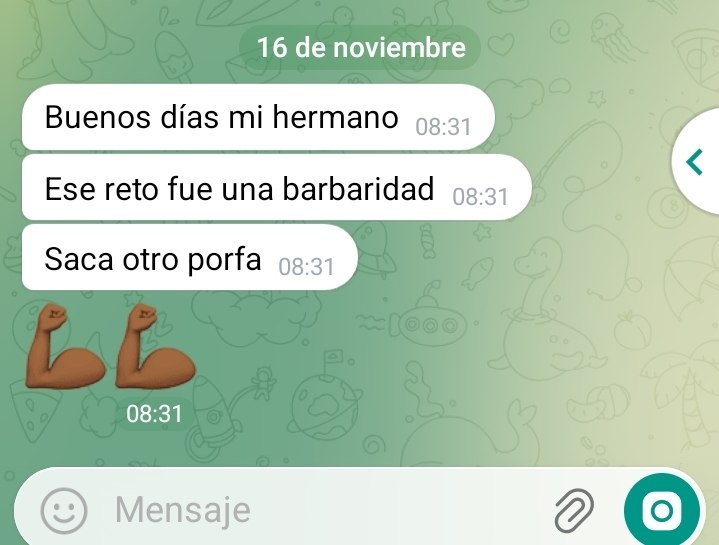 16 de noviembre
Buenos días mi hermano 08:31
Ese reto fue una barbaridad 08:31
Saca otro porfa 08:31
💪🏾💪🏾
08:31
Mensaje